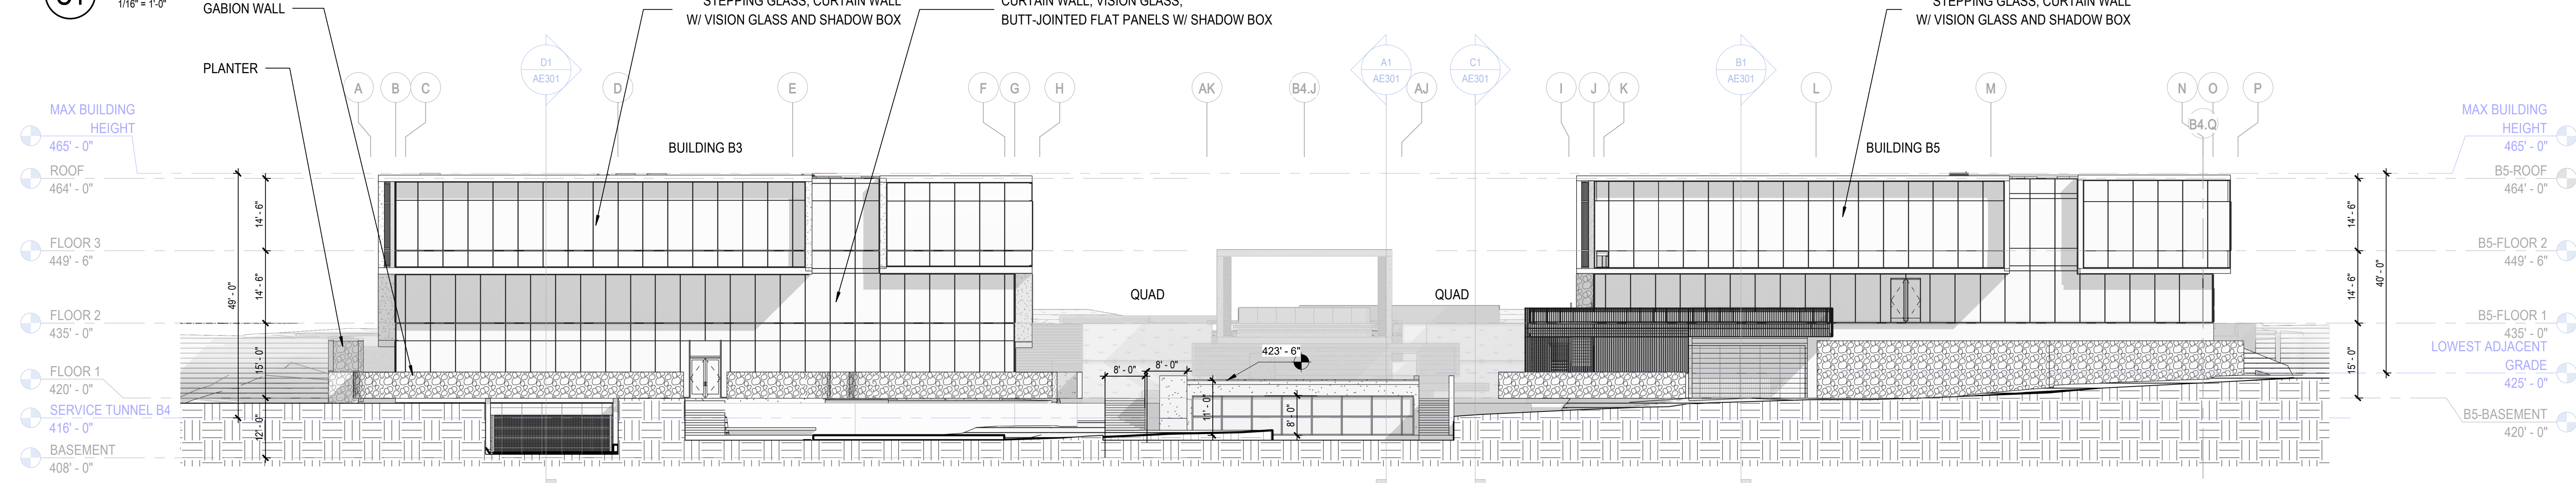 1/16" = 1'-0"
GABION WALL
PLANTER
STEPPING GLASS, CURTAIN WALL
W/ VISION GLASS AND SHADOW BOX
CURTAIN WALL, VISION GLASS,
BUTT-JOINTED FLAT PANELS W/ SHADOW BOX
STEPPING GLASS, CURTAIN WALL
W/ VISION GLASS AND SHADOW BOX
A
B
C
D1
AE301
D
E
F
G
H
AK
B4.J
A1
AE301
AJ
C1
AE301
I
J
K
B1
AE301
L
M
N
O
P
B4.Q
MAX BUILDING
HEIGHT
465' - 0"
ROOF
464' - 0"
FLOOR 3
449' - 6"
FLOOR 2
435' - 0"
FLOOR 1
420' - 0"
SERVICE TUNNEL B4
416' - 0"
BASEMENT
408' - 0"
49' - 0"
14' - 6"
14' - 6"
15' - 0"
12' - 0"
BUILDING B3
QUAD
QUAD
423' - 6"
8' - 0"
8' - 0"
11' - 0"
8' - 0"
BUILDING B5
14' - 6"
14' - 6"
15' - 0"
40' - 0"
MAX BUILDING
HEIGHT
465' - 0"
B5-ROOF
464' - 0"
B5-FLOOR 2
449' - 6"
B5-FLOOR 1
435' - 0"
LOWEST ADJACENT
GRADE
425' - 0"
B5-BASEMENT
420' - 0"